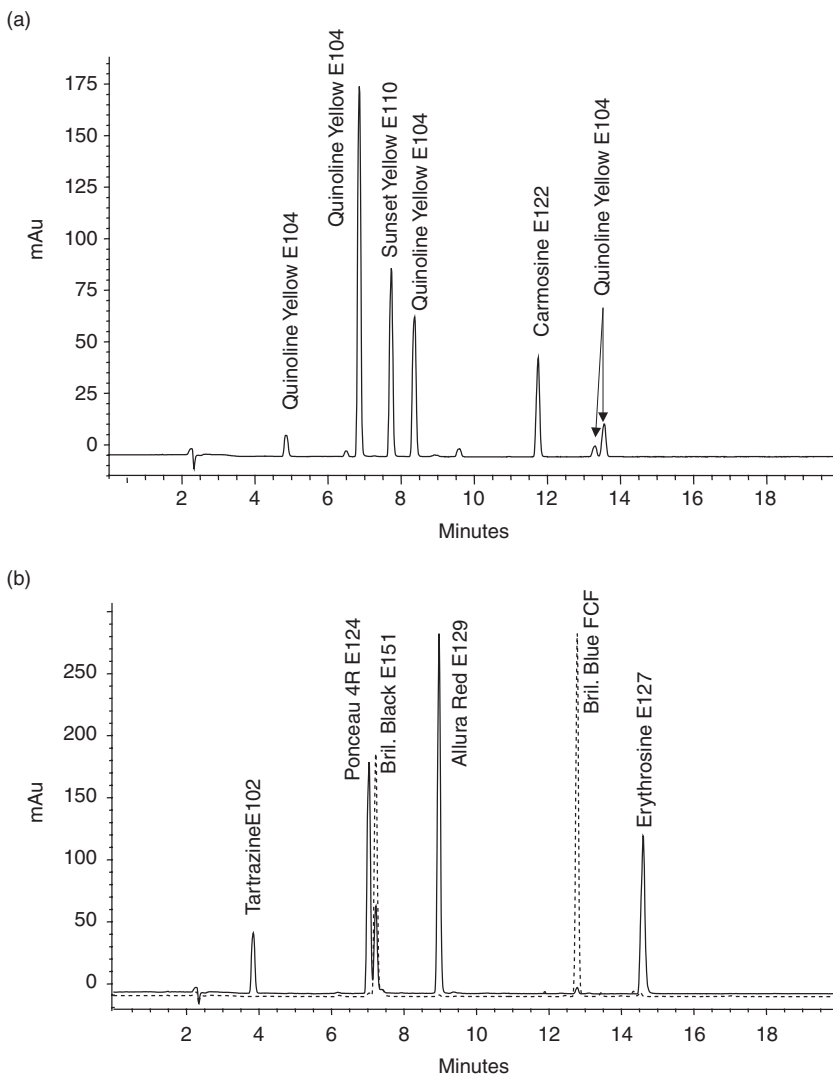 (a)
175
150
125
100
75
50
25
0
mAu
Quinoline Yellow E104
Quinoline Yellow E104
Sunset Yellow E110
Quinoline Yellow E104
Carmosine E122
Quinoline Yellow E104
2 4 6 8 10 12 14 16 18
Minutes
(b)
250
200
150
100
50
0
mAu
TartrazineE102
Ponceau 4R E124
Bril. Black E151
Allura Red E129
Bril. Blue FCF
Erythrosine E127
2 4 6 8 10 12 14 16 18
Minutes